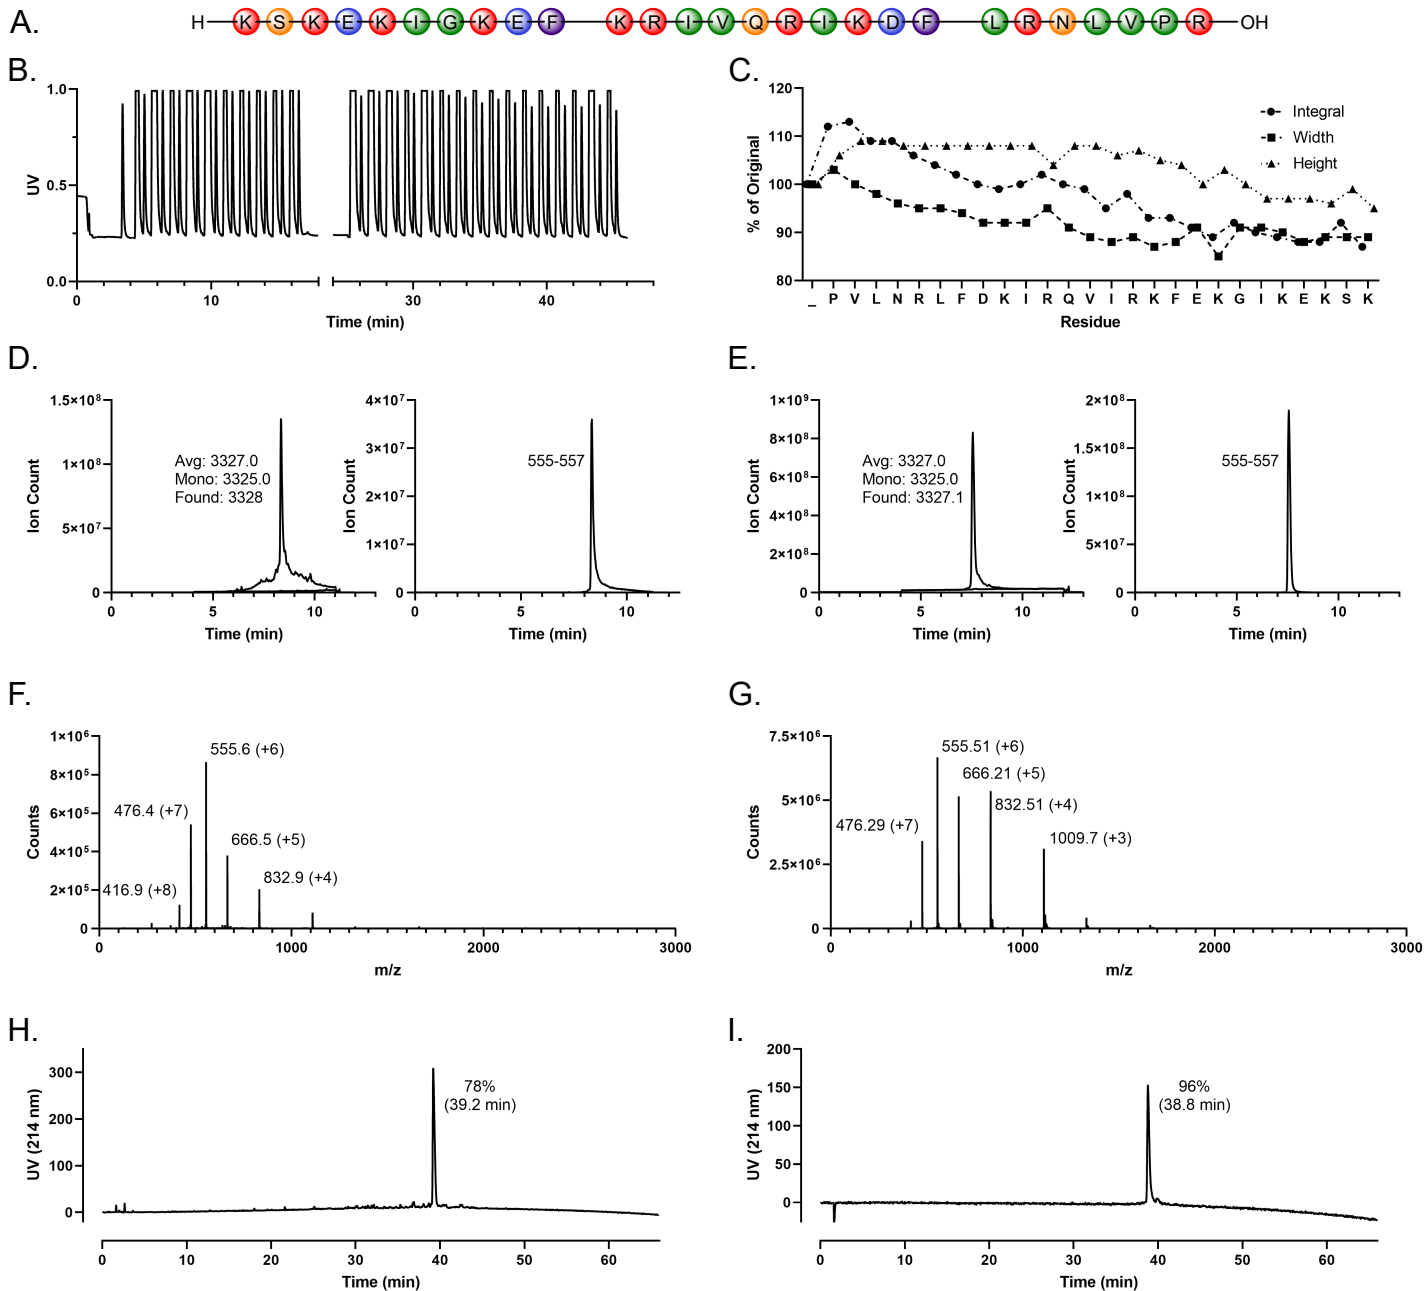 A.
H K S K E K I G K E F K R I V Q R I K D F L R N L V P R OH
B.
1.0
0.5
0.0
UV
0 10 30 40
Time (min)
C.
120
110
100
90
80
% of Original
Integral
Width
Height
_ P V L N R L F D K I R Q V I R K F E K G I K E K S K
Residue
D.
1.5×10⁸
1×10⁸
5×10⁷
0
Ion Count
Avg: 3327.0
Mono: 3325.0
Found: 3328
0 5 10
Time (min)
4×10⁷
3×10⁷
2×10⁷
1×10⁷
0
Ion Count
555-557
0 5 10
Time (min)
E.
1×10⁹
8×10⁸
6×10⁸
4×10⁸
2×10⁸
0
Ion Count
Avg: 3327.0
Mono: 3325.0
Found: 3327.1
0 5 10
Time (min)
2×10⁸
1.5×10⁸
1×10⁸
5×10⁷
0
Ion Count
555-557
0 5 10
Time (min)
F.
1×10⁶
8×10⁵
6×10⁵
4×10⁵
2×10⁵
0
Counts
555.6 (+6)
476.4 (+7)
666.5 (+5)
832.9 (+4)
416.9 (+8)
0 1000 2000 3000
m/z
G.
7.5×10⁶
5×10⁶
2.5×10⁶
0
Counts
555.51 (+6)
666.21 (+5)
832.51 (+4)
476.29 (+7)
1009.7 (+3)
0 1000 2000 3000
m/z
H.
300
200
100
0
UV (214 nm)
78%
(39.2 min)
0 10 20 30 40 50 60
Time (min)
I.
200
150
100
50
0
UV (214 nm)
96%
(38.8 min)
0 10 20 30 40 50 60
Time (min)